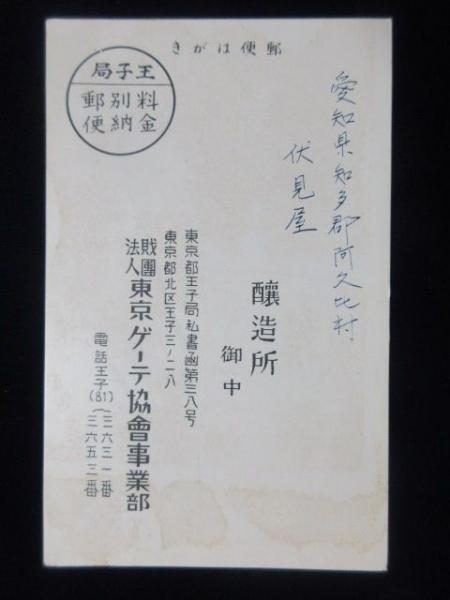 郵便はがき
王子局
料金
別納
郵便
愛知県知多郡阿久比村
伏見屋
醸造所
御中
東京都王子局私書函第三八号
東京都北区王子三ノ二八
財團法人東京ゲーテ協會事業部
電話王子(81){三六三一番
三六五三番